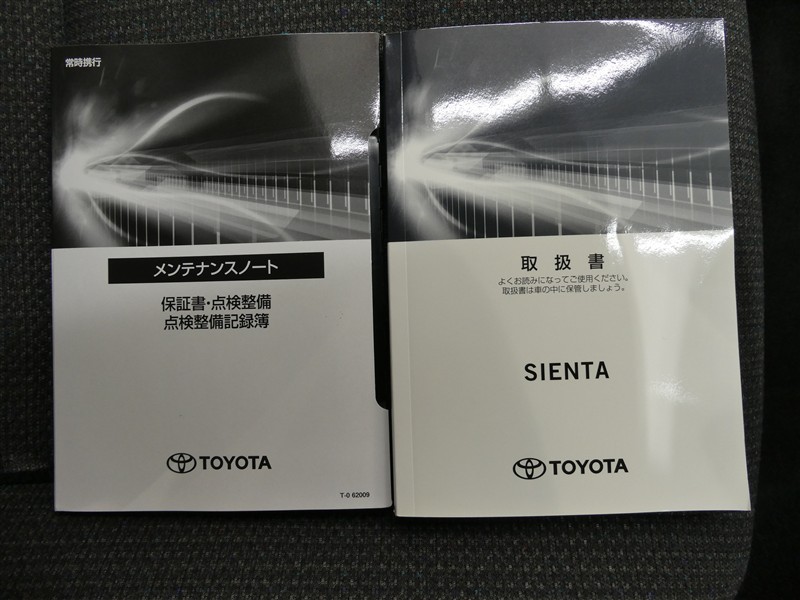 常時携行
メンテナンスノート
保証書・点検整備
点検整備記録簿
TOYOTA
T-0 62009
取扱書
よくお読みになってご使用ください。
取扱書は車の中に保管しましょう。
SIENTA
TOYOTA